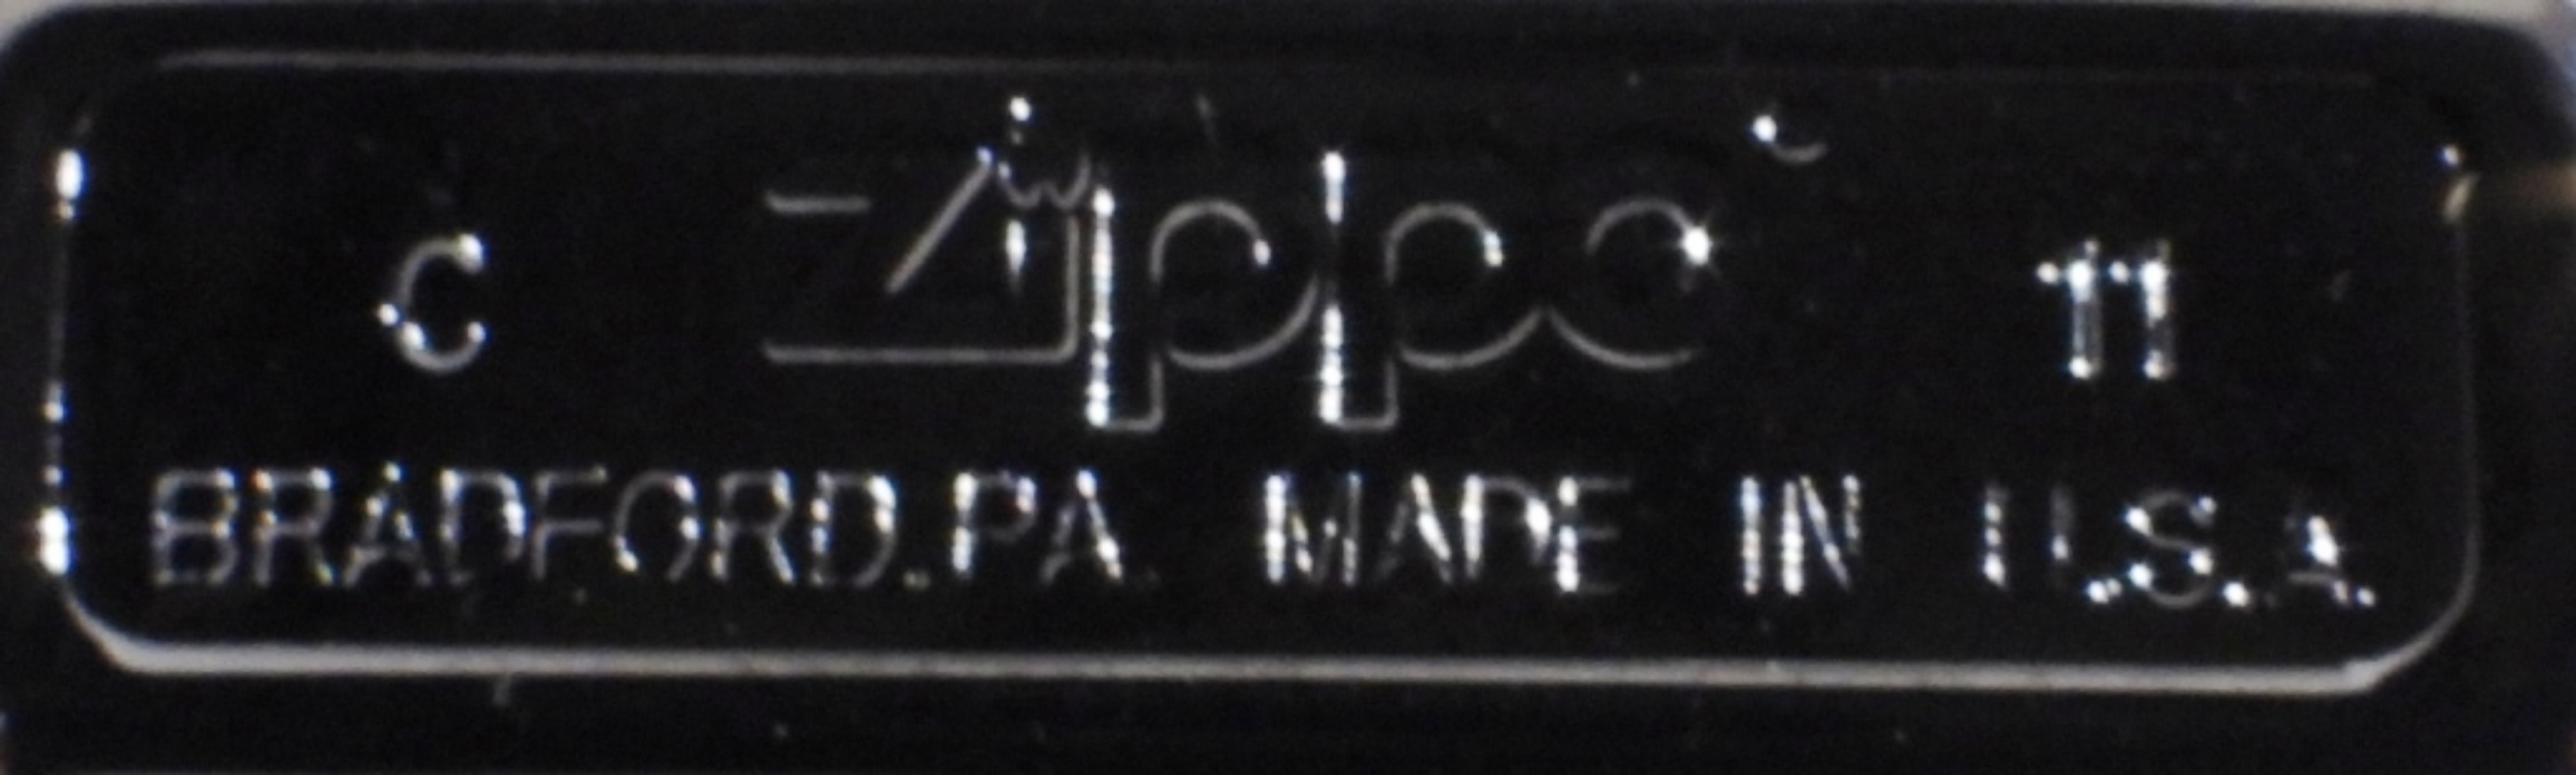 C Zippo 11
BRADFORD.PA. MADE IN U.S.A.